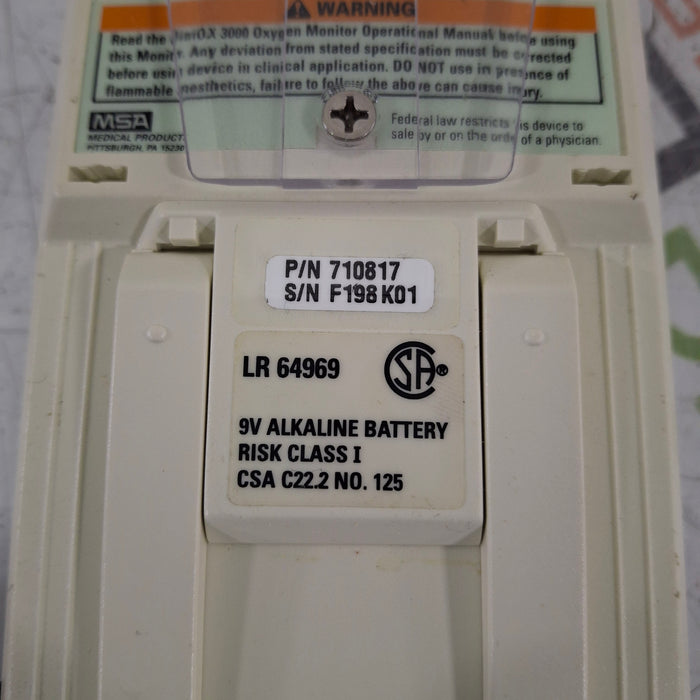 WARNING
Read the OX 3000 Oxygen Monitor Operational Manual before using
this Monitor. Any deviation from stated specification must be corrected
before using device in clinical application. DO NOT use in presence of
flammable anesthetics, failure to follow the above can cause injury.
MSA
MEDICAL PRODUCT
PITTSBURGH, PA 15230
Federal law restricts this device to
sale by or on the order of a physician.
P/N 710817
S/N F198K01
LR 64969 CSA®
9V ALKALINE BATTERY
RISK CLASS I
CSA C22.2 NO. 125